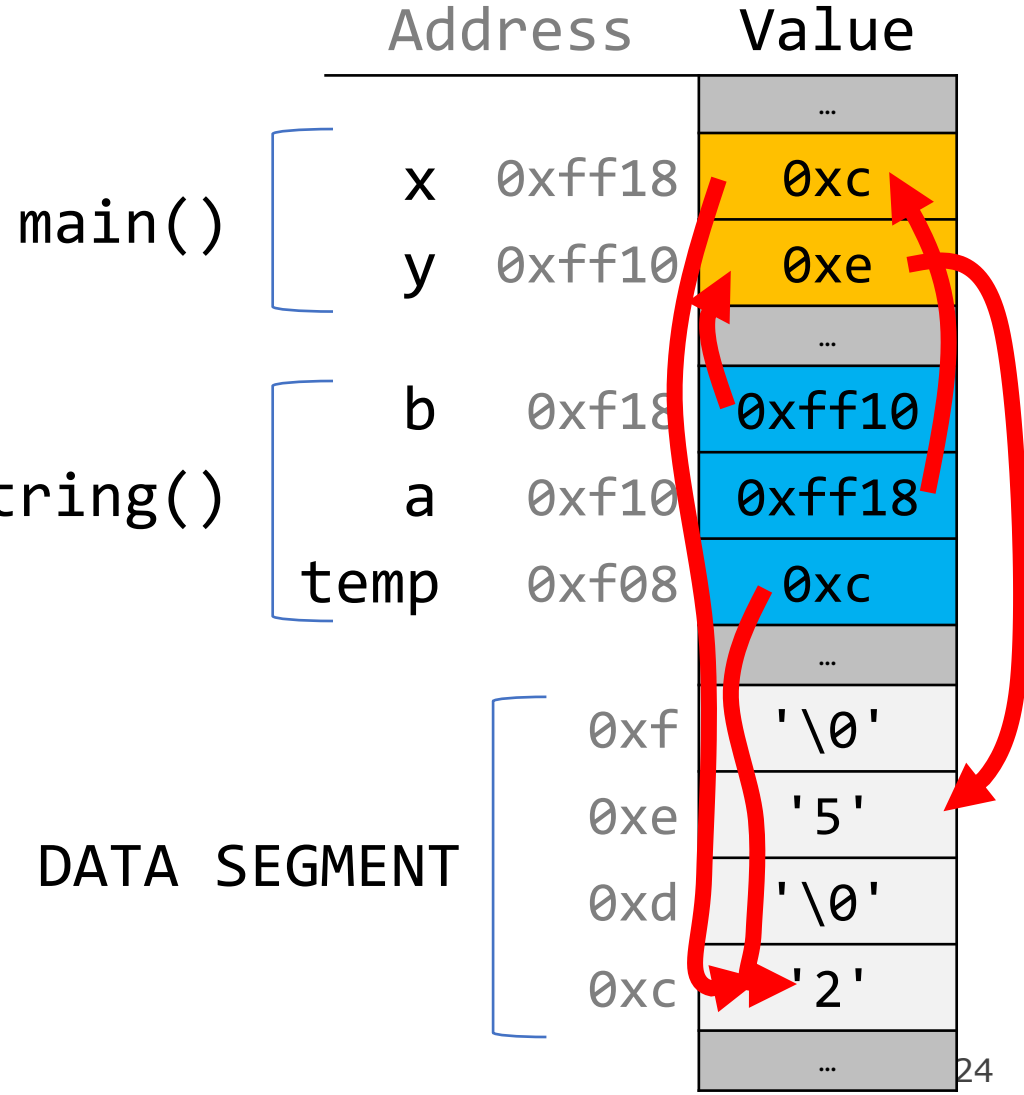 Address Value
…
x 0xff18 0xc
main()
y 0xff10 0xe
…
b 0xf18 0xff10
tring() a 0xf10 0xff18
temp 0xf08 0xc
…
0xf '\0'
0xe '5'
DATA SEGMENT
0xd '\0'
0xc '2'
… 24